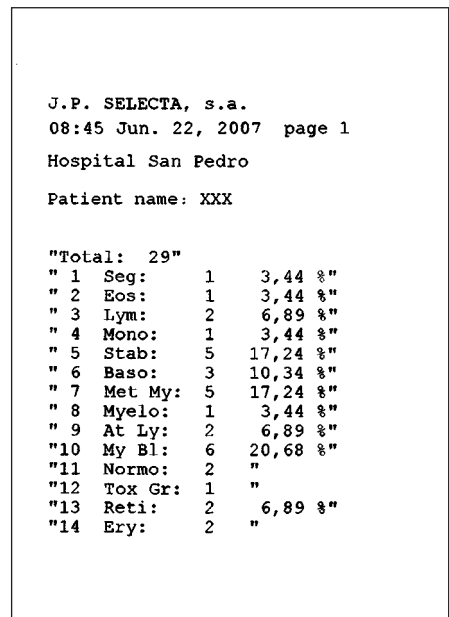 J.P. SELECTA, s.a.
08:45 Jun. 22, 2007 page 1
Hospital San Pedro
Patient name: XXX
"Total: 29"
" 1 Seg: 1 3,44 %"
" 2 Eos: 1 3,44 %"
" 3 Lym: 2 6,89 %"
" 4 Mono: 1 3,44 %"
" 5 Stab: 5 17,24 %"
" 6 Baso: 3 10,34 %"
" 7 Met My: 5 17,24 %"
" 8 Myelo: 1 3,44 %"
" 9 At Ly: 2 6,89 %"
"10 My Bl: 6 20,68 %"
"11 Normo: 2 "
"12 Tox Gr: 1 "
"13 Reti: 2 6,89 %"
"14 Ery: 2 "